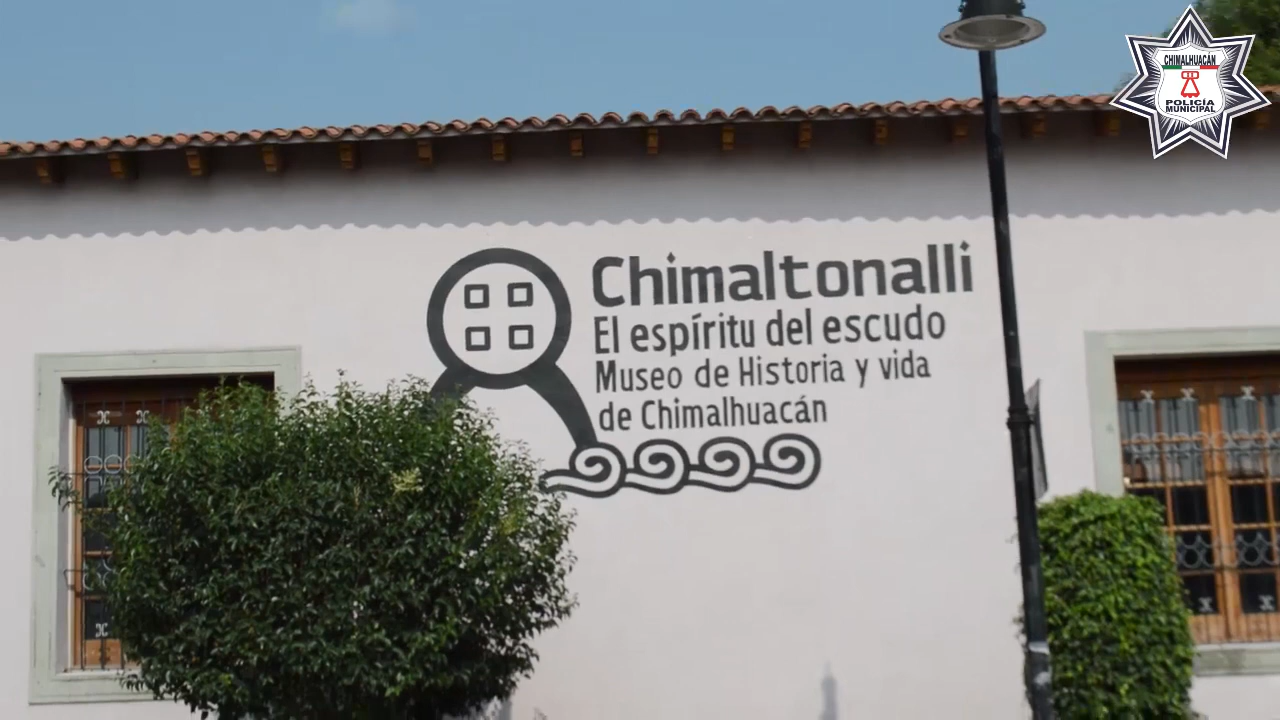 CHIMALHUACÁN
POLICÍA
MUNICIPAL
Chimaltonalli
El espíritu del escudo
Museo de Historia y vida
de Chimalhuacán